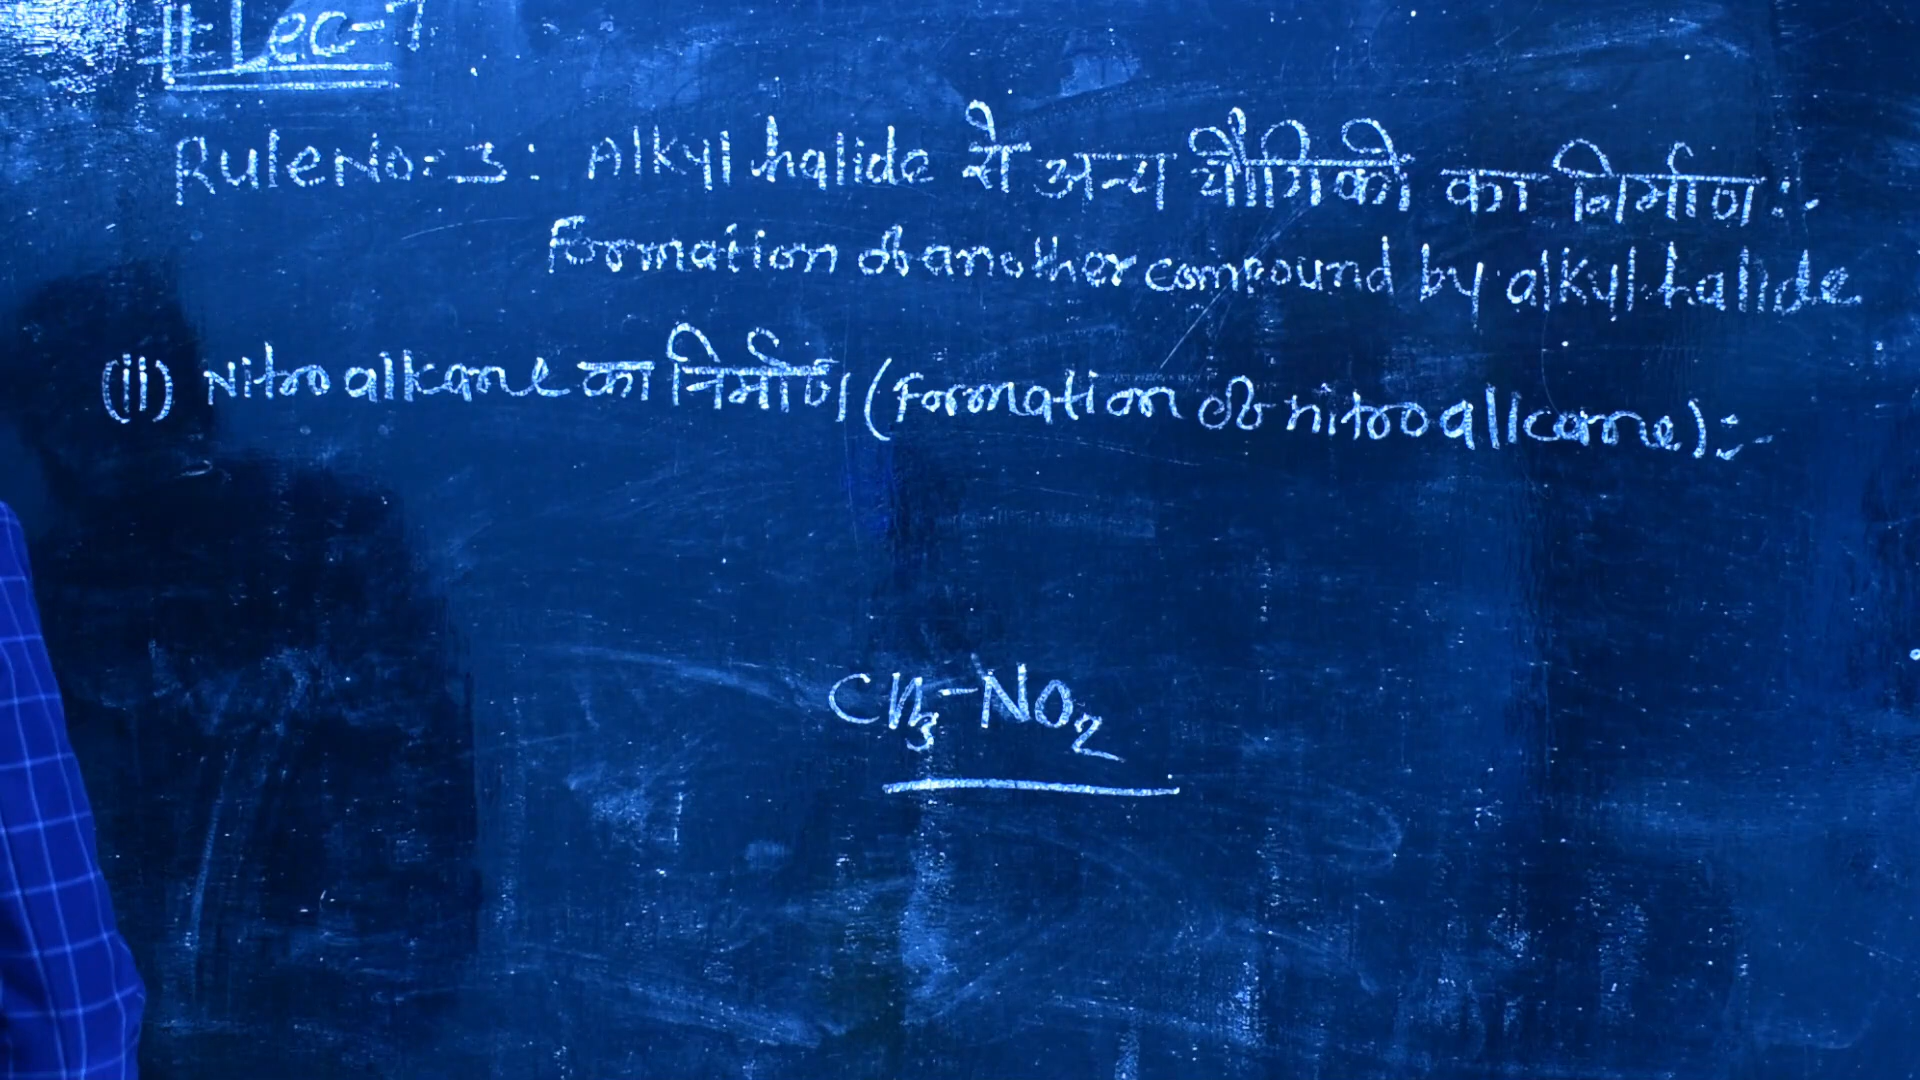 # Lec-7
Rule No: 3: Alkyl halide से अन्य यौगिकों का निर्माण:-
Formation of another compound by alkyl halide
(ii) Nitro alkane का निर्माण (Formation of nitro alkane):-
CH₃-NO₂